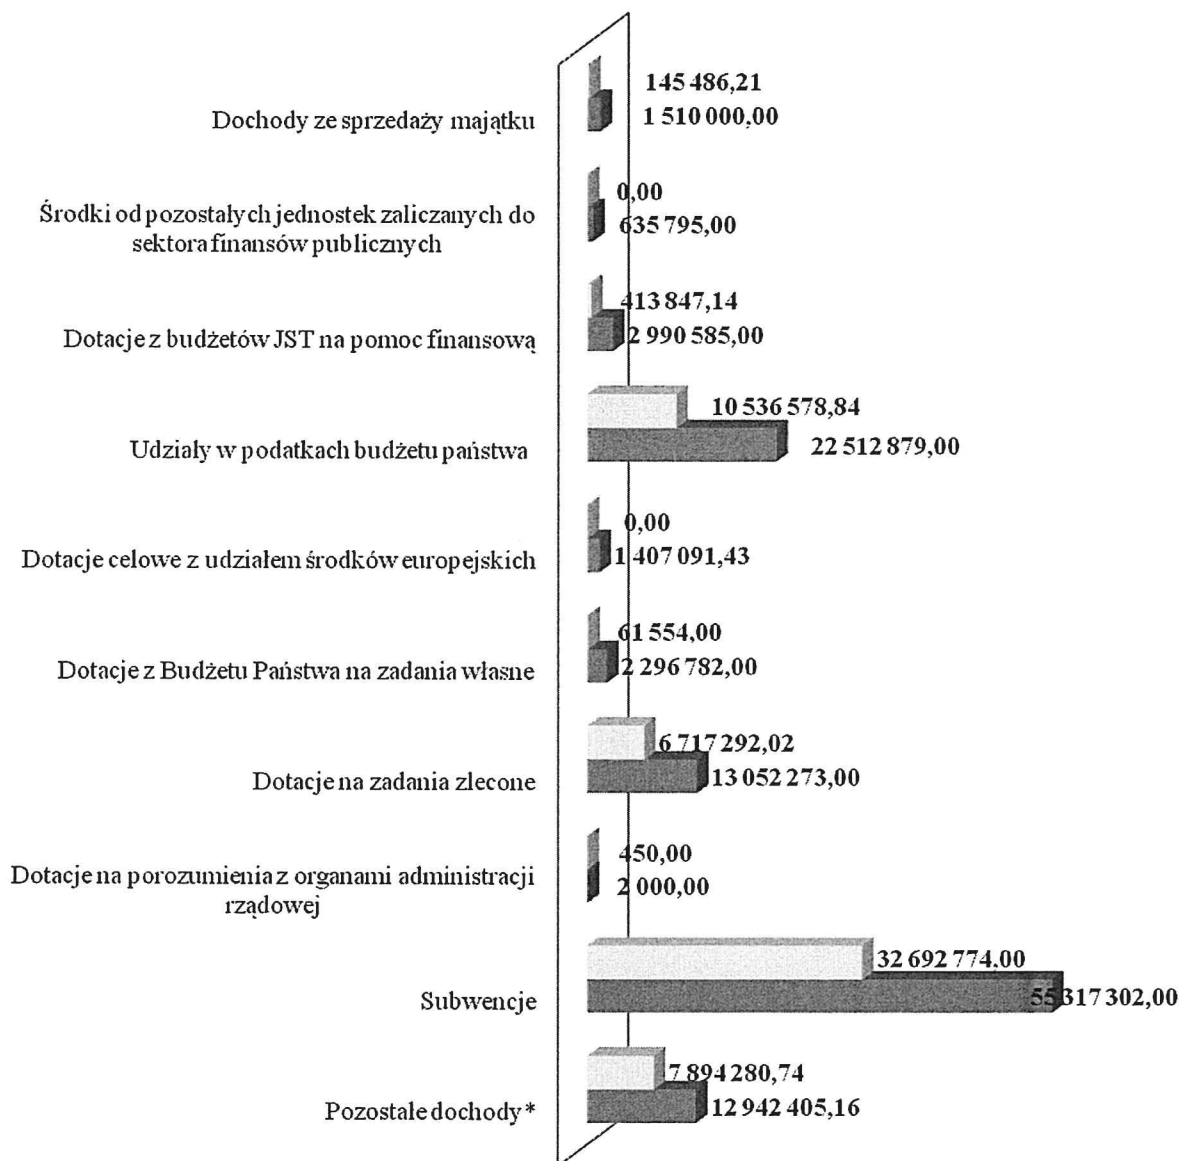 145 486,21
Dochody ze sprzedaży majątku
1 510 000,00
0,00
Środki od pozostałych jednostek zaliczanych do
sektora finansów publicznych
635 795,00
413 847,14
Dotacje z budżetów JST na pomoc finansową
2 990 585,00
10 536 578,84
Udziały w podatkach budżetu państwa
22 512 879,00
0,00
Dotacje celowe z udziałem środków europejskich
1 407 091,43
61 554,00
Dotacje z Budżetu Państwa na zadania własne
2 296 782,00
6 717 292,02
Dotacje na zadania zlecone
13 052 273,00
450,00
Dotacje na porozumienia z organami administracji
rządowej
2 000,00
32 692 774,00
Subwencje
55 317 302,00
7 894 280,74
Pozostałe dochody *
12 942 405,16